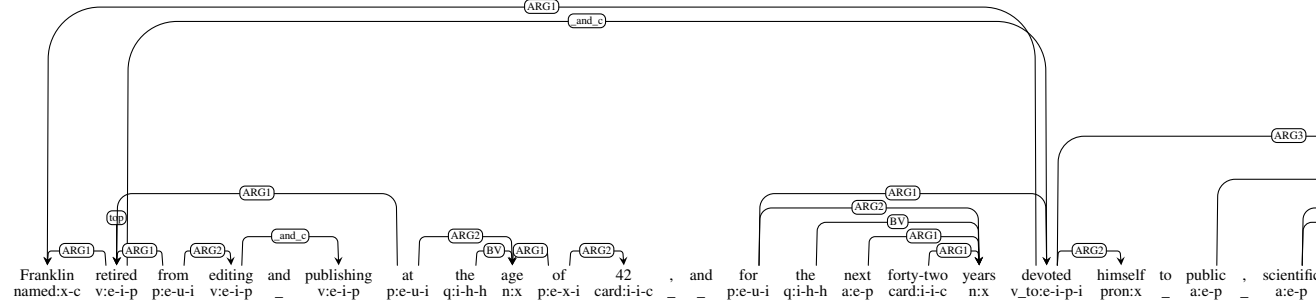 ARG1
_and_c
ARG3
ARG1 ARG1
ARG2
top BV
_and_c ARG2 ARG1
ARG1 ARG1 ARG2 BV ARG1 ARG2 ARG1 ARG2
Franklin retired from editing and publishing at the age of 42 , and for the next forty-two years devoted himself to public , scientific
named:x-c v:e-i-p p:e-u-i v:e-i-p _ v:e-i-p p:e-u-i q:i-h-h n:x p:e-x-i card:i-i-c _ _ p:e-u-i q:i-h-h a:e-p card:i-i-c n:x v_to:e-i-p-i pron:x _ a:e-p _ a:e-p